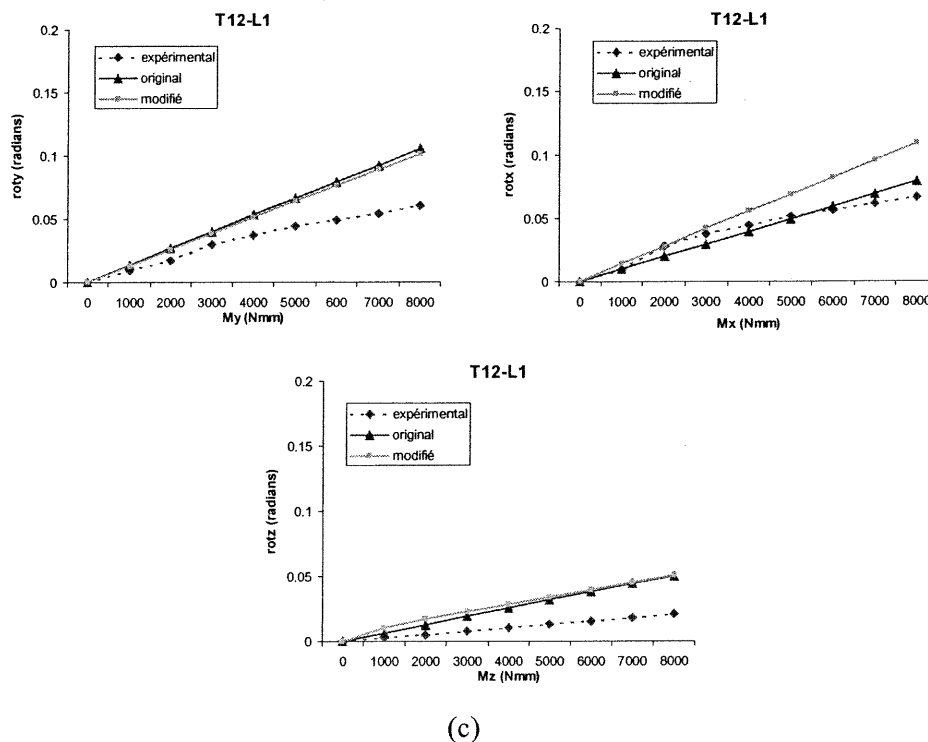 T12-L1
expérimental
original
modifié
roty (radians)
0.2
0.15
0.1
0.05
0
0 1000 2000 3000 4000 5000 600 7000 8000
My (Nmm)
T12-L1
expérimental
original
modifié
rotx (radians)
0.2
0.15
0.1
0.05
0
0 1000 2000 3000 4000 5000 6000 7000 8000
Mx (Nmm)
T12-L1
expérimental
original
modifié
rotz (radians)
0.2
0.15
0.1
0.05
0
0 1000 2000 3000 4000 5000 6000 7000 8000
Mz (Nmm)
(c)